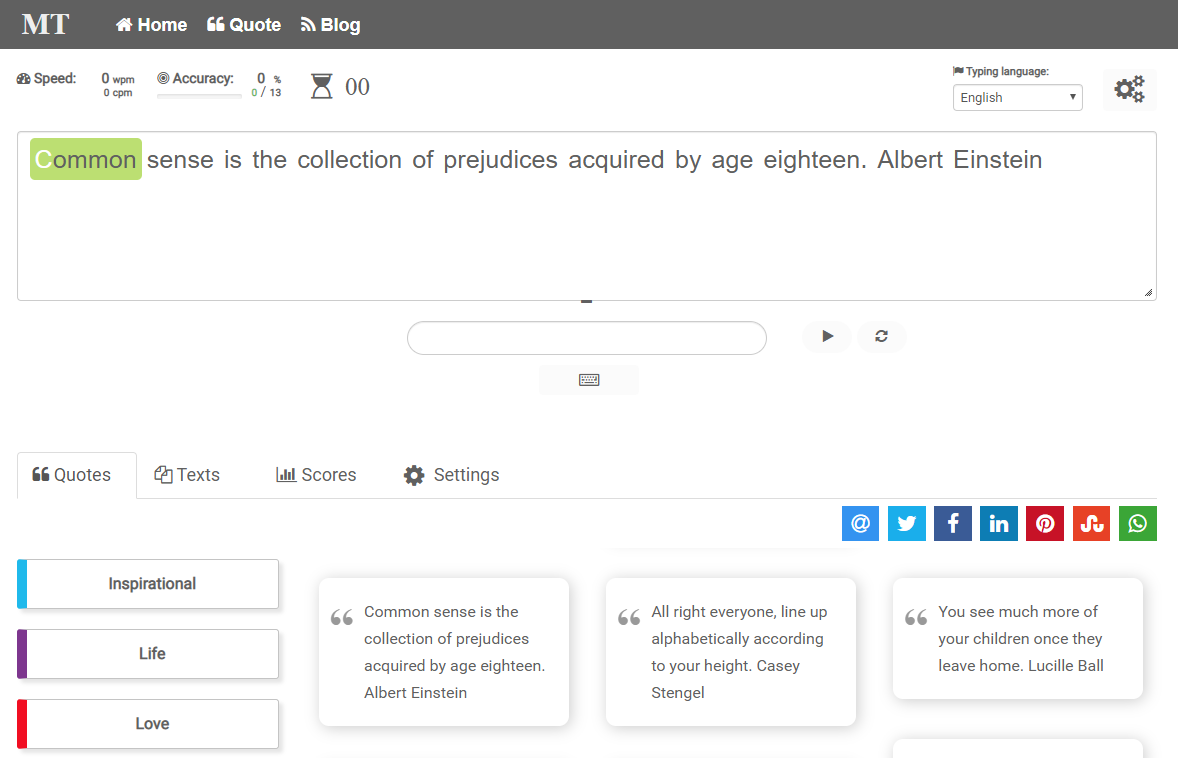 MT Home Quote Blog
Speed: 0 wpm Accuracy: 0 % 00 Typing language:
0 cpm 0 / 13 English
Common sense is the collection of prejudices acquired by age eighteen. Albert Einstein
Quotes Texts Scores Settings
Inspirational
Life
Love
Common sense is the
collection of prejudices
acquired by age eighteen.
Albert Einstein
All right everyone, line up
alphabetically according
to your height. Casey
Stengel
You see much more of
your children once they
leave home. Lucille Ball